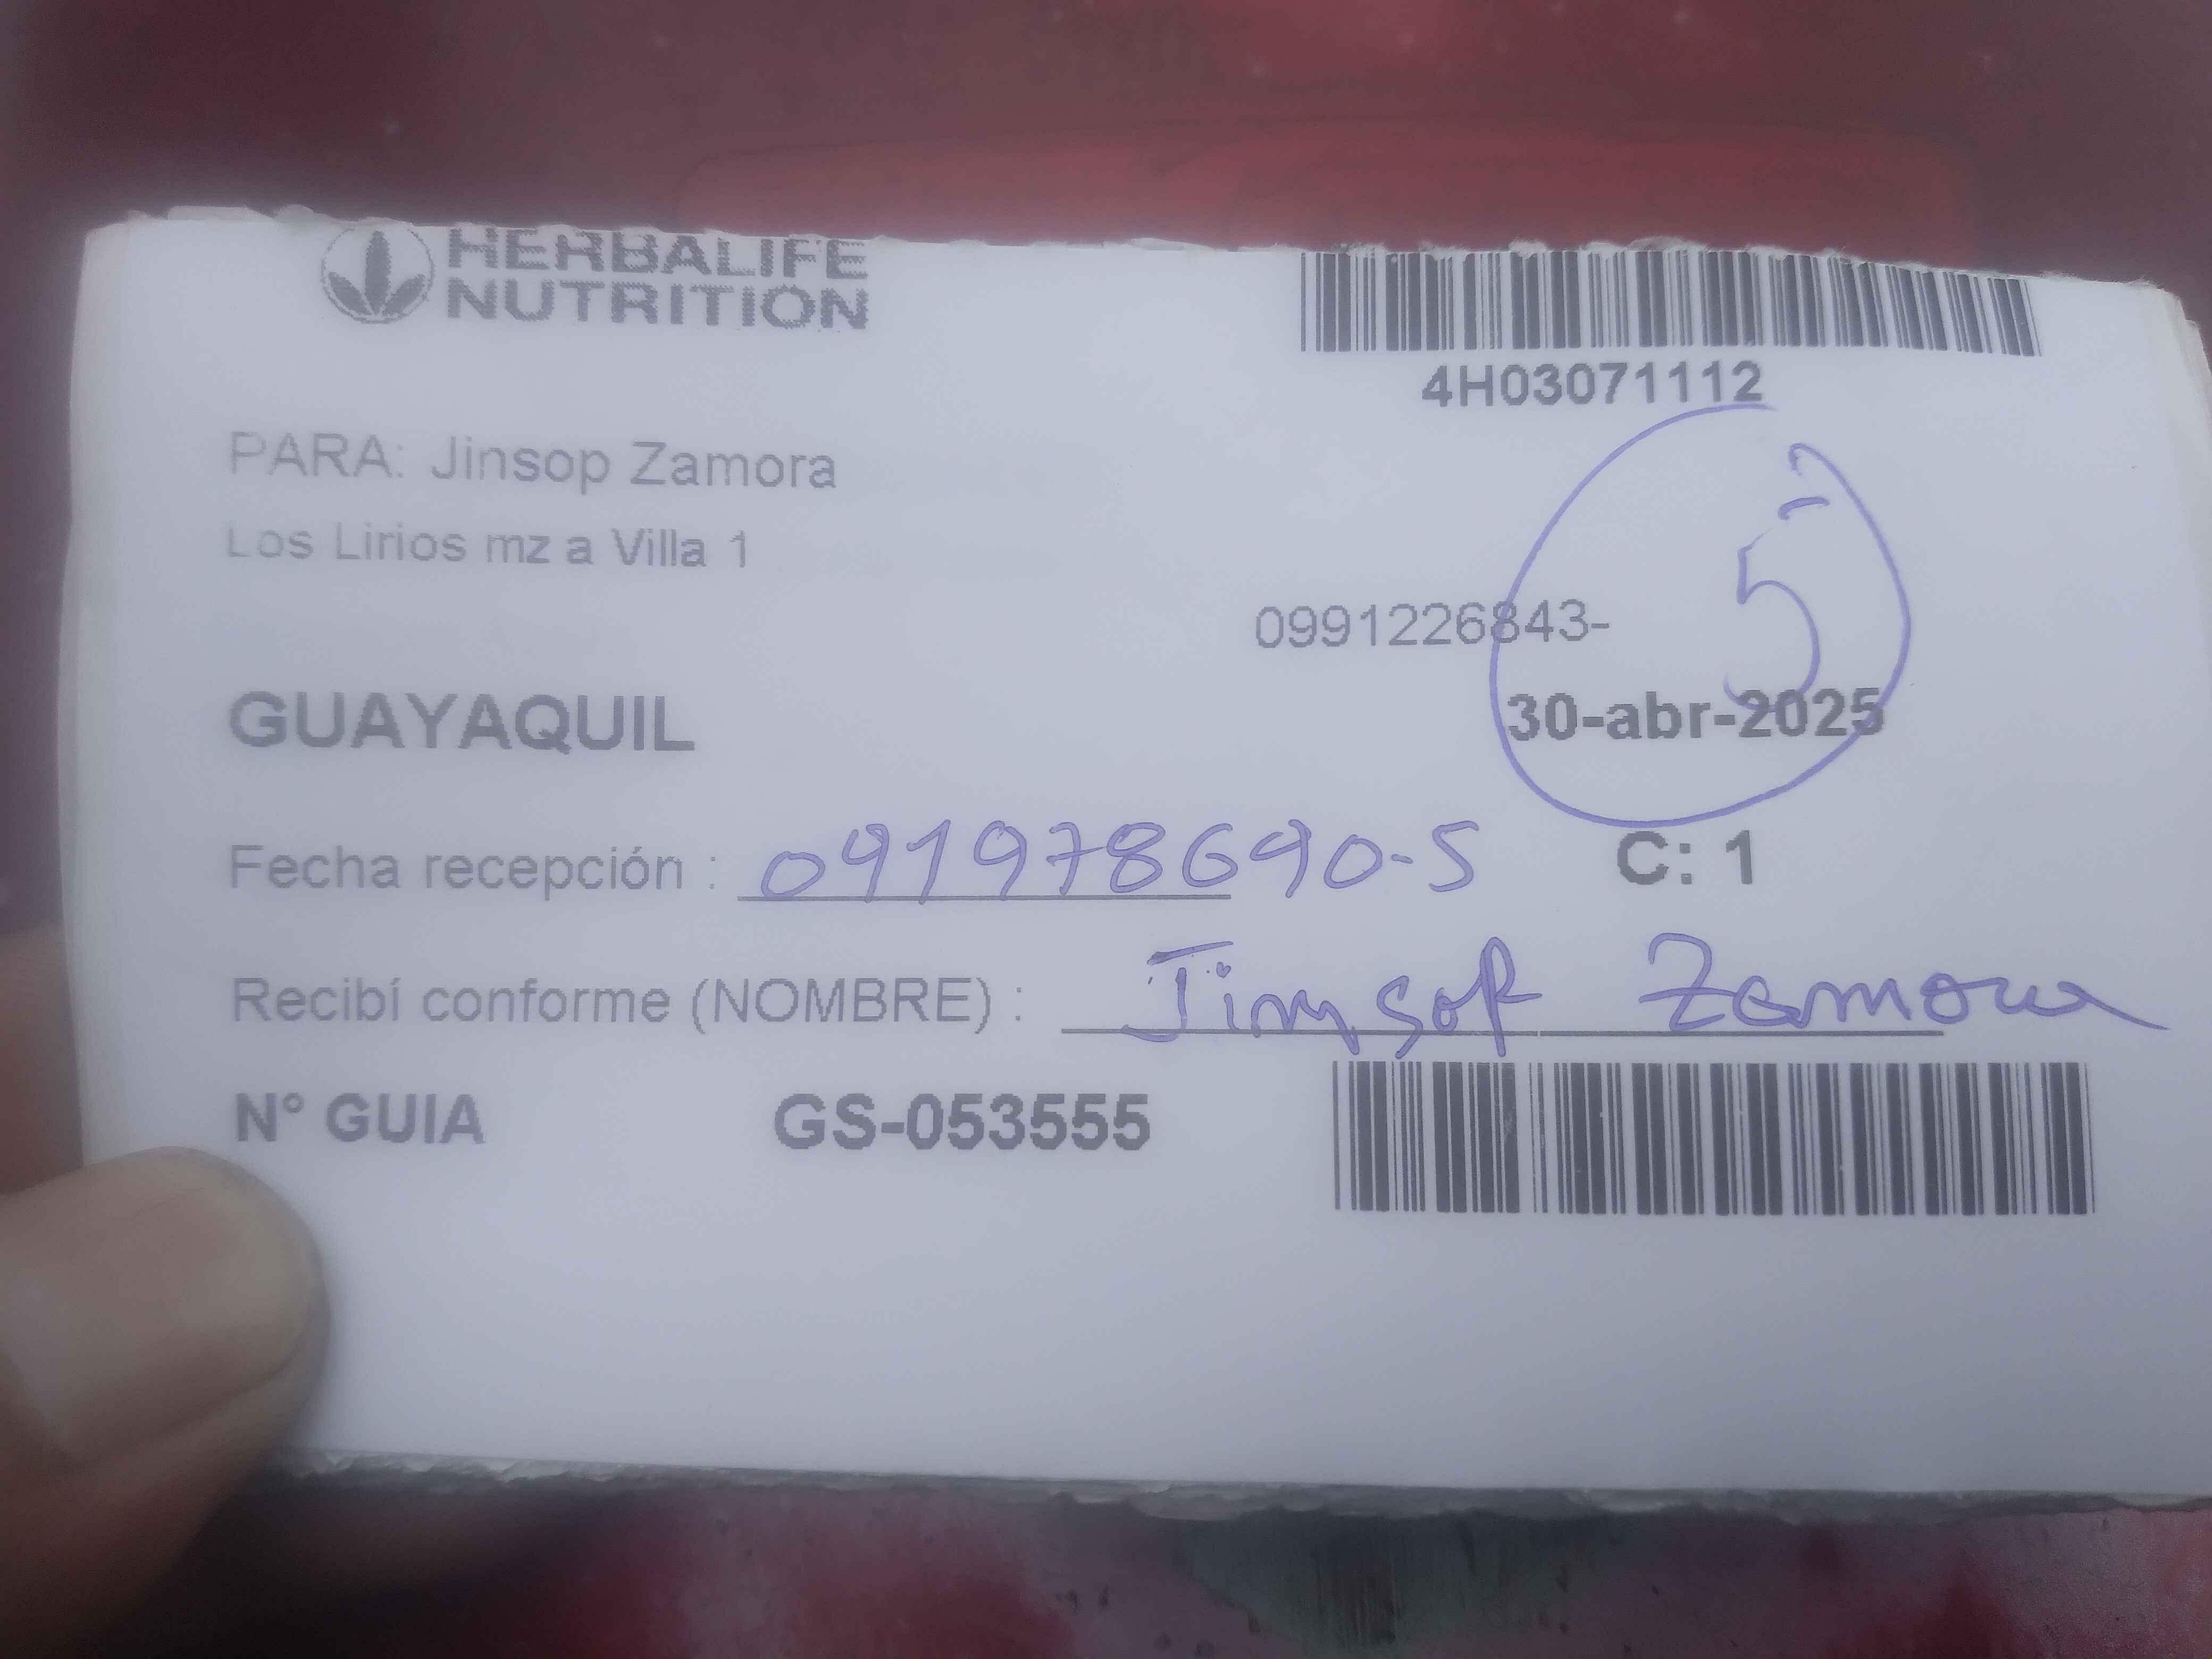 HERBALIFE
NUTRITION
4H03071112
PARA: Jinsop Zamora
Los Lirios mz a Villa 1
5
0991226843-
GUAYAQUIL
30-abr-2025
Fecha recepción : 091978690-5
C: 1
Recibí conforme (NOMBRE) : Jimsop Zamora
N° GUIA GS-053555